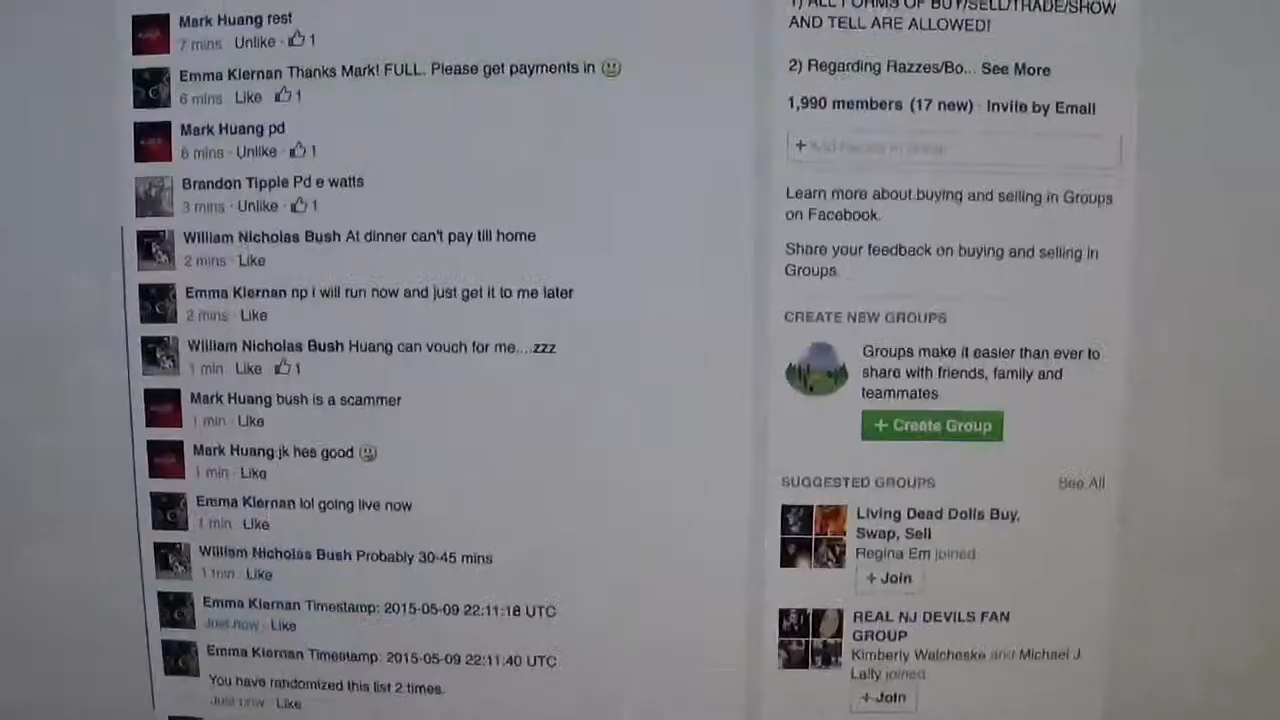 Mark Huang rest
7 mins · Unlike · 1
Emma Kiernan Thanks Mark! FULL. Please get payments in
6 mins · Like · 1
Mark Huang pd
6 mins · Unlike · 1
Brandon Tipple Pd e watts
3 mins · Unlike · 1
William Nicholas Bush At dinner can't pay till home
2 mins · Like
Emma Kiernan np i will run now and just get it to me later
2 mins · Like
William Nicholas Bush Huang can vouch for me....zzz
1 min · Like · 1
Mark Huang bush is a scammer
1 min · Like
Mark Huang jk hes good
1 min · Like
Emma Kiernan lol going live now
1 min · Like
William Nicholas Bush Probably 30-45 mins
1 min · Like
Emma Kiernan Timestamp: 2015-05-09 22:11:18 UTC
Just now · Like
Emma Kiernan Timestamp: 2015-05-09 22:11:40 UTC
You have randomized this list 2 times.
Just now · Like
1) ALL FORMS OF BUY/SELL/TRADE/SHOW
AND TELL ARE ALLOWED!
2) Regarding Razzes/Bo... See More
1,990 members (17 new) · Invite by Email
+ Add People to Group
Learn more about buying and selling in Groups
on Facebook.
Share your feedback on buying and selling in
Groups.
CREATE NEW GROUPS
Groups make it easier than ever to
share with friends, family and
teammates.
+ Create Group
SUGGESTED GROUPS
See All
Living Dead Dolls Buy,
Swap, Sell
Regina Em joined
+ Join
REAL NJ DEVILS FAN
GROUP
Kimberly Walcheske and Michael J.
Lally joined
+ Join